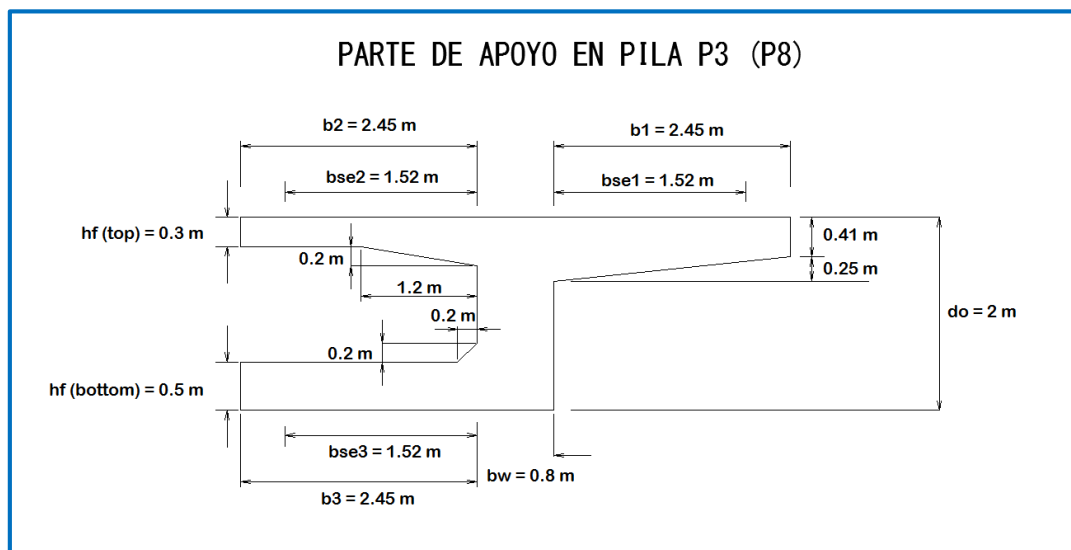 PARTE DE APOYO EN PILA P3 (P8)
b2 = 2.45 m
b1 = 2.45 m
bse2 = 1.52 m
bse1 = 1.52 m
hf (top) = 0.3 m
0.41 m
0.2 m
0.25 m
1.2 m
0.2 m
do = 2 m
0.2 m
hf (bottom) = 0.5 m
bse3 = 1.52 m
bw = 0.8 m
b3 = 2.45 m